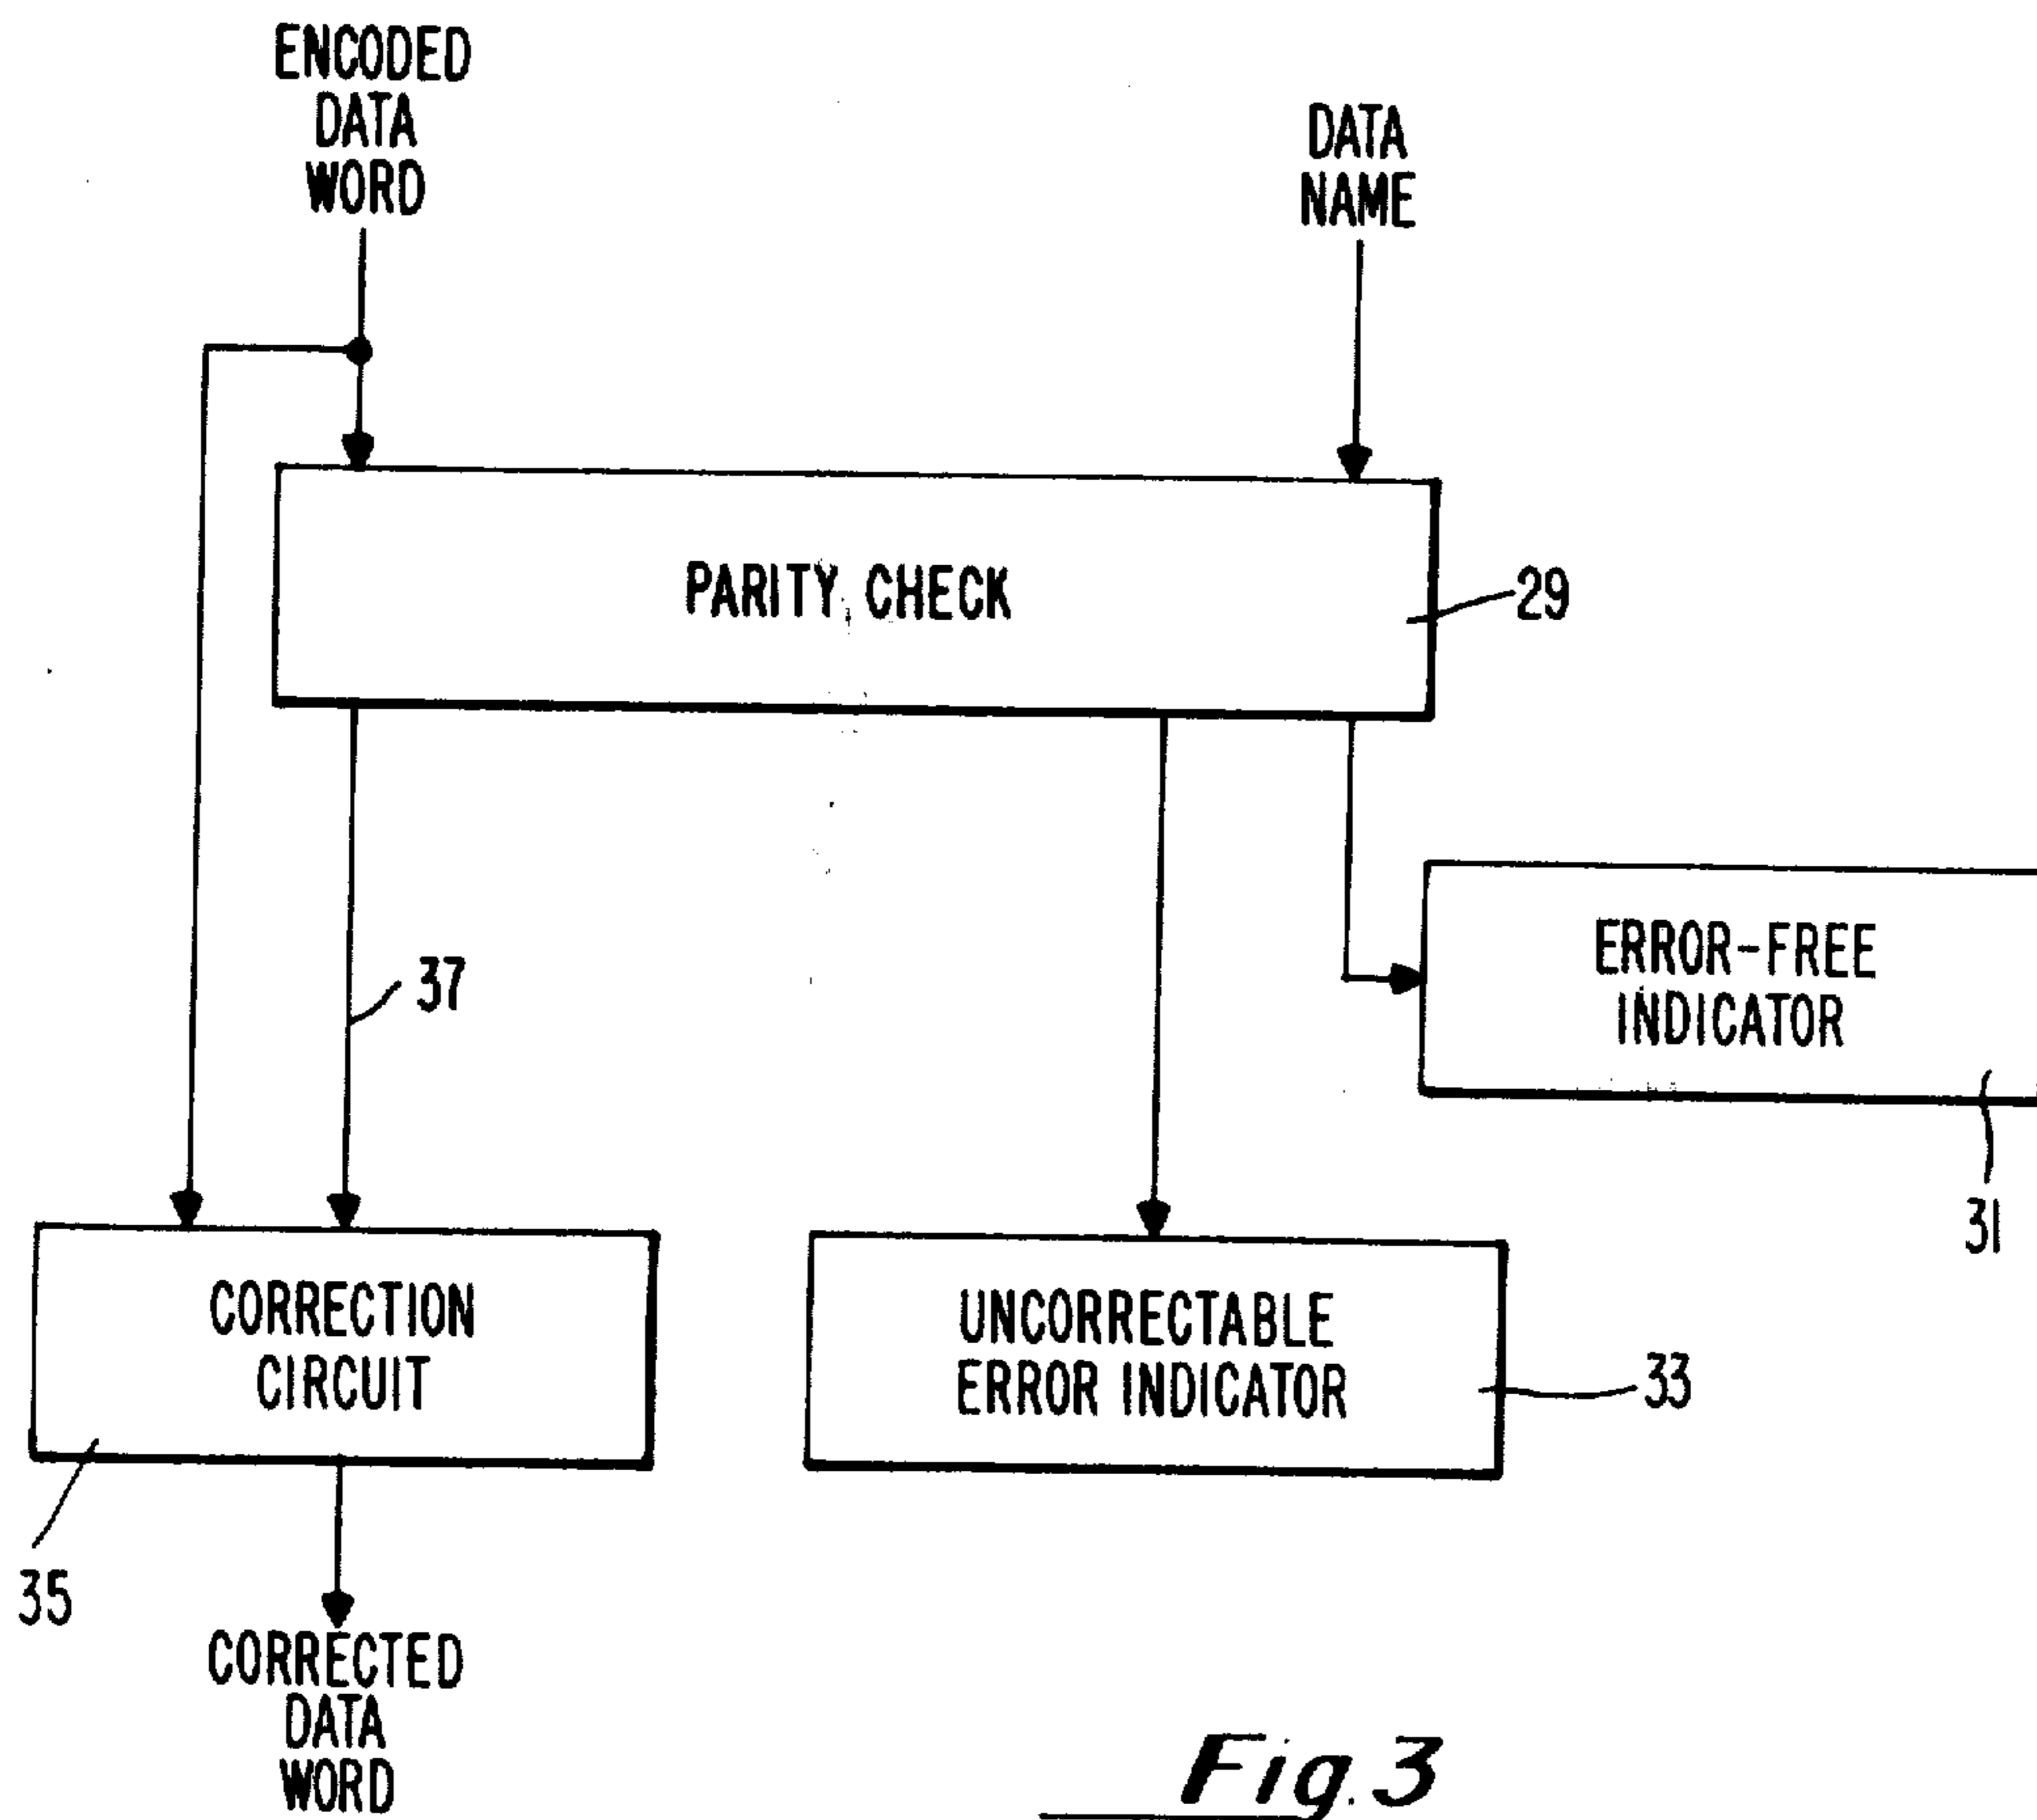 ENCODED
DATA
WORD
DATA
NAME
PARITY CHECK
29
37
ERROR-FREE
INDICATOR
31
CORRECTION
CIRCUIT
UNCORRECTABLE
ERROR INDICATOR
33
35
CORRECTED
DATA
WORD
Fig. 3